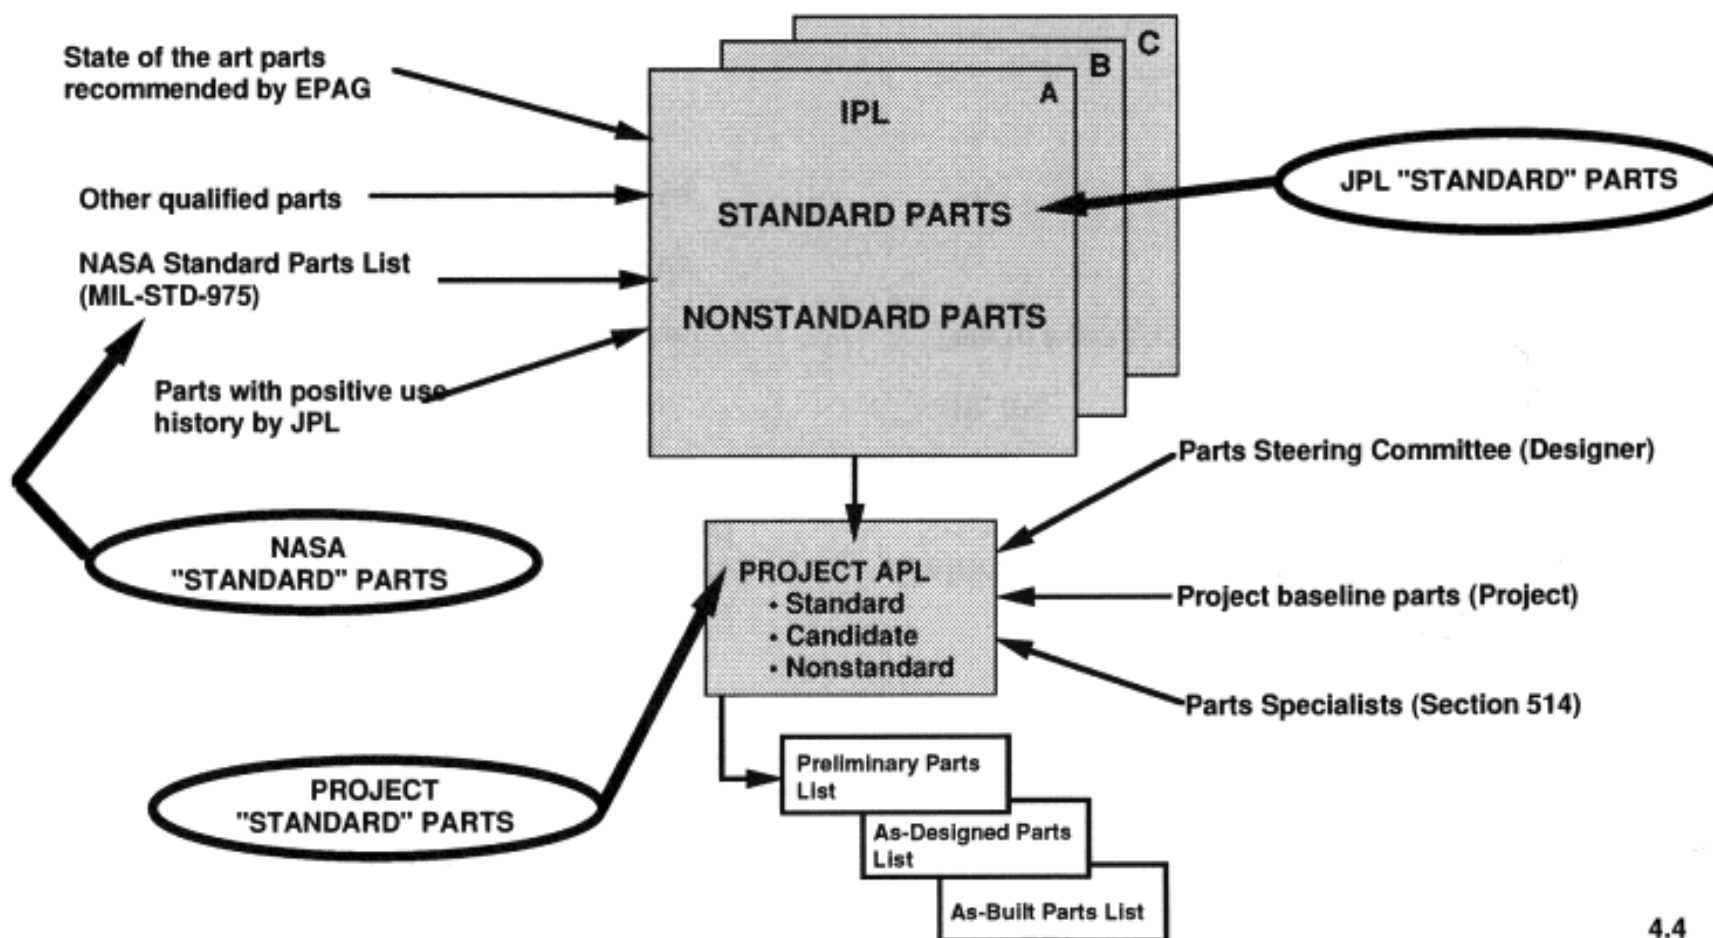 State of the art parts
recommended by EPAG
Other qualified parts
NASA Standard Parts List
(MIL-STD-975)
Parts with positive use
history by JPL
C
B
A
IPL
STANDARD PARTS
NONSTANDARD PARTS
JPL "STANDARD" PARTS
NASA
"STANDARD" PARTS
PROJECT APL
• Standard
• Candidate
• Nonstandard
Parts Steering Committee (Designer)
Project baseline parts (Project)
Parts Specialists (Section 514)
PROJECT
"STANDARD" PARTS
Preliminary Parts
List
As-Designed Parts
List
As-Built Parts List
4.4